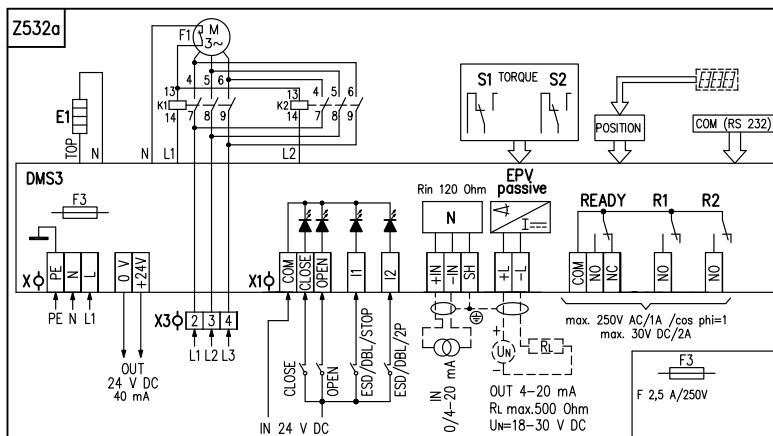 Z532a
F1
M
3~
E1
TOP
N
N
L1
L2
13
K1
14
4 5 6
7 8 9
13
K2
14
4 5 6
7 8 9
S1 TORQUE S2
POSITION
COM (RS 232)
DMS3
F3
Rin 120 Ohm
N
EPV
passive
I
READY R1 R2
X
PE N L
0 V +24V
X1
COM CLOSE OPEN I1 I2
+IN -IN SH
+L -L
COM NO NC NO NO
PE N L1
X3
2 3 4
L1 L2 L3
OUT
24 V DC
40 mA
CLOSE
OPEN
ESD/DBL/STOP
ESD/DBL/2P
IN 24 V DC
IN
0/4-20 mA
+
UN
-
RL
OUT 4-20 mA
RL max.500 Ohm
UN=18-30 V DC
max. 250V AC/1A /cos phi=1
max. 30V DC/2A
F3
F 2,5 A/250V